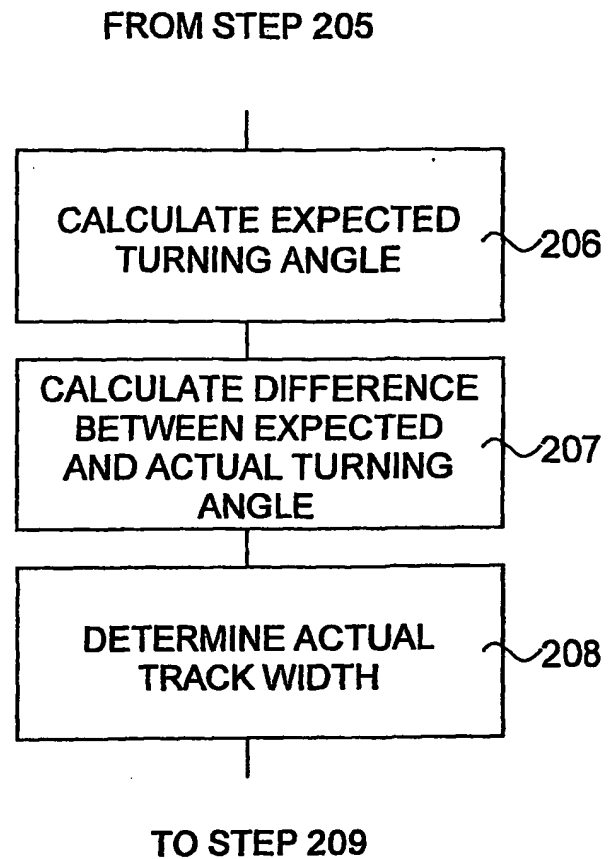 FROM STEP 205
CALCULATE EXPECTED
TURNING ANGLE
206
CALCULATE DIFFERENCE
BETWEEN EXPECTED
AND ACTUAL TURNING
ANGLE
207
DETERMINE ACTUAL
TRACK WIDTH
208
TO STEP 209